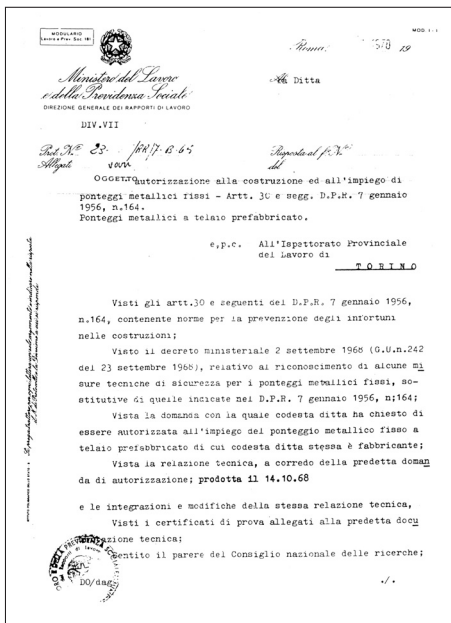 MODULARIO
Lavoro e Prev. Soc. 181
MOD. 1 - I
Roma, 1970 19
Ministero del Lavoro
e della Previdenza Sociale
DIREZIONE GENERALE DEI RAPPORTI DI LAVORO
DIV.VII
Alla Ditta
Prot. N.º 23.
Allegati vari
Risposta al f. N.º
del
OGGETTO autorizzazione alla costruzione ed all'impiego di
ponteggi metallici fissi - Artt. 30 e segg. D.P.R. 7 gennaio
1956, n.164.
Ponteggi metallici a telaio prefabbricato.
e,p.c. All'Ispettorato Provinciale
del Lavoro di
TORINO
Visti gli artt.30 e seguenti del D.P.R. 7 gennaio 1956,
n.164, contenente norme per la prevenzione degli infortuni
nelle costruzioni;
Visto il decreto ministeriale 2 settembre 1968 (G.U.n.242
del 23 settembre 1968), relativo al riconoscimento di alcune mi
sure tecniche di sicurezza per i ponteggi metallici fissi, so-
stitutive di quelle indicate nel D.P.R. 7 gennaio 1956, n;164;
Vista la domanda con la quale codesta ditta ha chiesto di
essere autorizzata all'impiego del ponteggio metallico fisso a
telaio prefabbricato di cui codesta ditta stessa è fabbricante;
Vista la relazione tecnica, a corredo della predetta doman
da di autorizzazione; prodotta il 14.10.68
e le integrazioni e modifiche della stessa relazione tecnica,
Visti i certificati di prova allegati alla predetta docu
azione tecnica;
Sentito il parere del Consiglio nazionale delle ricerche;
DO/dag
./.